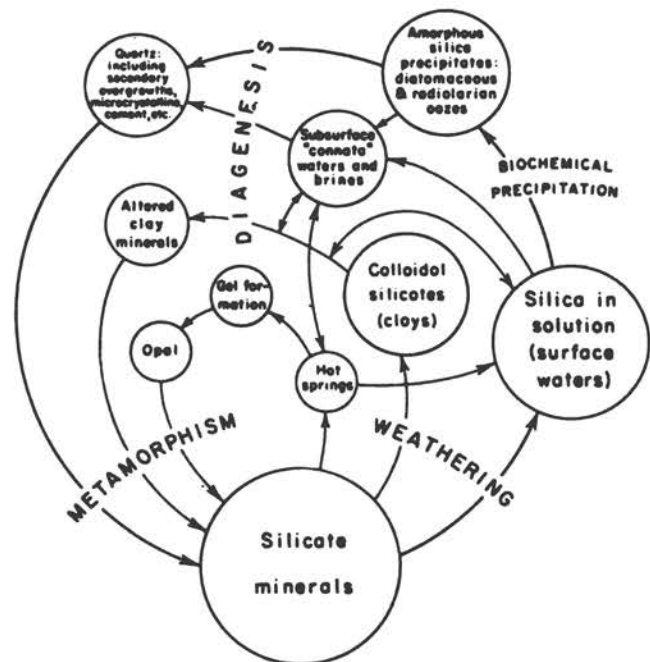 Quartz:
including
secondary
overgrowths,
microcrystalline,
cement, etc.
Amorphous
silica
precipitates:
diatomaceous
& radiolarian
oozes
DIAGENESIS
Subsurface
"connata"
waters and
brines
BIOCHEMICAL
PRECIPITATION
Altered
clay
minerals
Colloidol
silicates
(clays)
Gel for-
mation
Silica in
solution
(surface
waters)
Opal
Hot
springs
METAMORPHISM
WEATHERING
Silicate
minerals